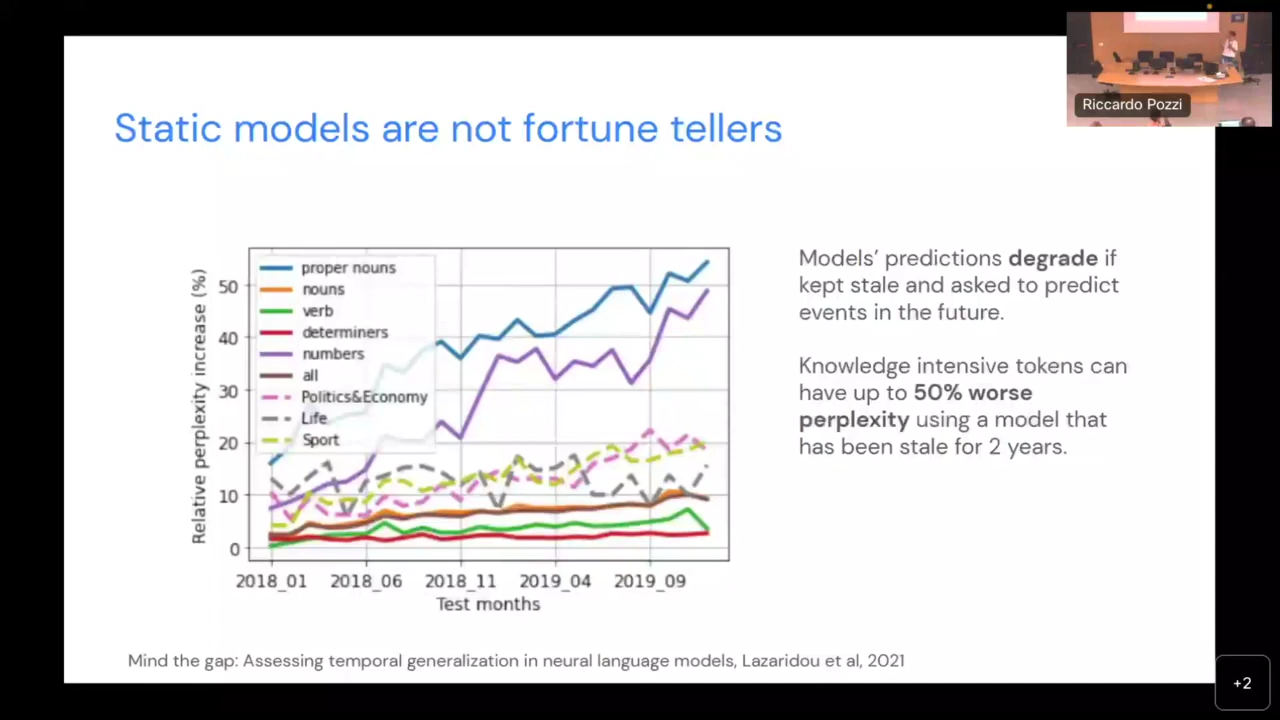 Riccardo Pozzi
Static models are not fortune tellers
Relative perplexity increase (%)
50
40
30
20
10
0
proper nouns
nouns
verb
determiners
numbers
all
Politics&Economy
Life
Sport
2018_01 2018_06 2018_11 2019_04 2019_09
Test months
Models' predictions degrade if
kept stale and asked to predict
events in the future.
Knowledge intensive tokens can
have up to 50% worse
perplexity using a model that
has been stale for 2 years.
Mind the gap: Assessing temporal generalization in neural language models, Lazaridou et al, 2021
+2